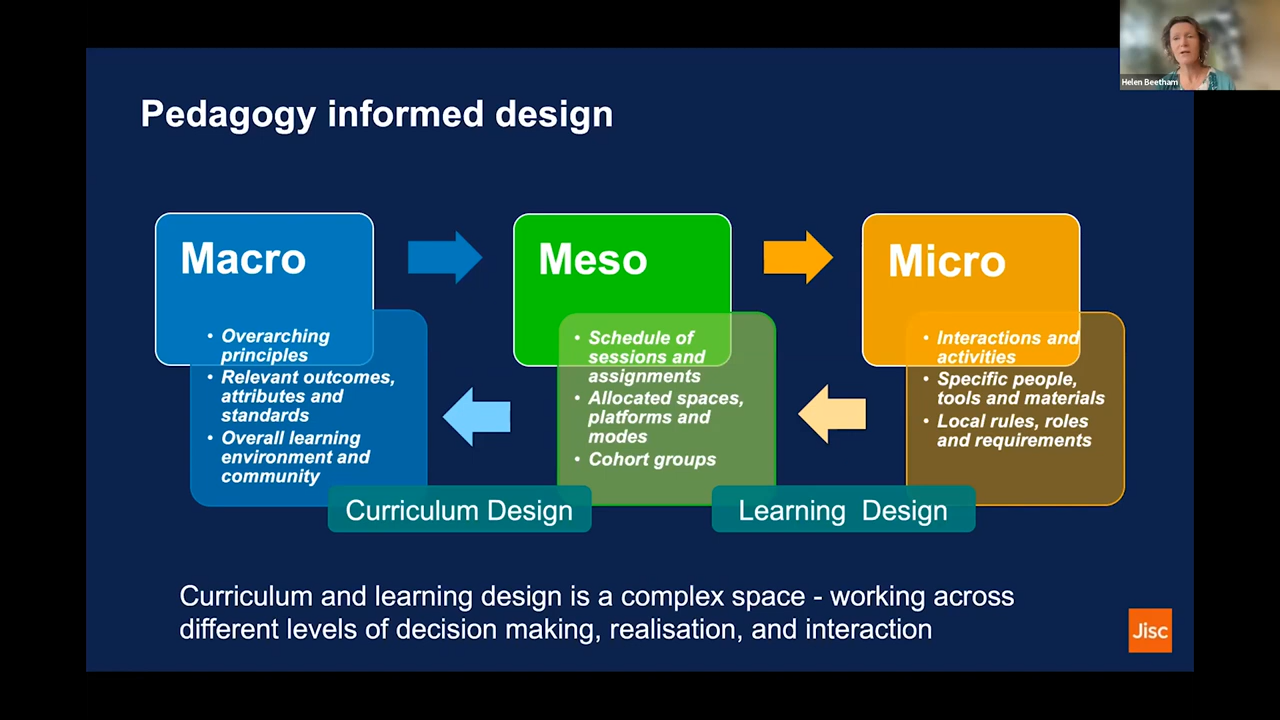 Helen Beetham
Pedagogy informed design
Macro
• Overarching
principles
• Relevant outcomes,
attributes and
standards
• Overall learning
environment and
community
Meso
• Schedule of
sessions and
assignments
• Allocated spaces,
platforms and
modes
• Cohort groups
Micro
• Interactions and
activities
• Specific people,
tools and materials
• Local rules, roles
and requirements
Curriculum Design
Learning Design
Curriculum and learning design is a complex space - working across
different levels of decision making, realisation, and interaction
Jisc